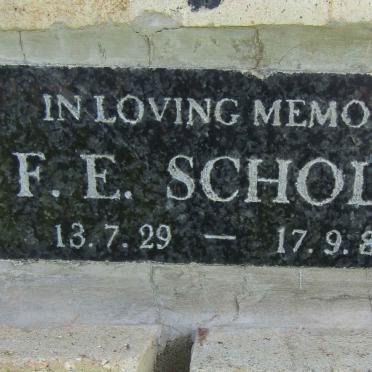 IN LOVING MEMO
F. E. SCHOL
13.7.29 — 17.9.8